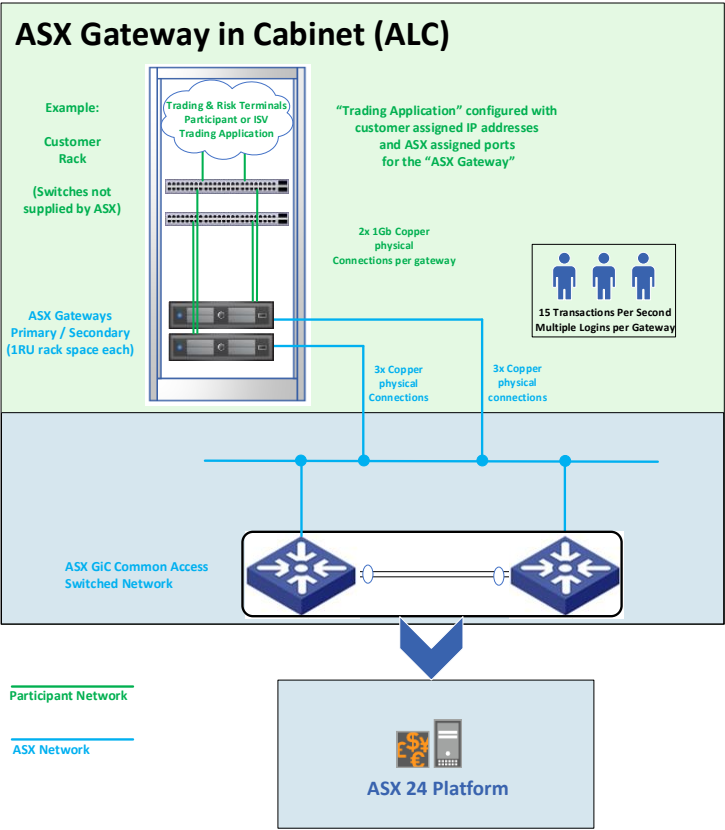 ASX Gateway in Cabinet (ALC)
Example:
Customer
Rack
(Switches not
supplied by ASX)
Trading & Risk Terminals
Participant or ISV
Trading Application
“Trading Application” configured with
customer assigned IP addresses
and ASX assigned ports
for the “ASX Gateway”
2x 1Gb Copper
physical
Connections per gateway
15 Transactions Per Second
Multiple Logins per Gateway
ASX Gateways
Primary / Secondary
(1RU rack space each)
3x Copper
physical
Connections
3x Copper
physical
connections
ASX GiC Common Access
Switched Network
Participant Network
ASX Network
£$¥€
ASX 24 Platform